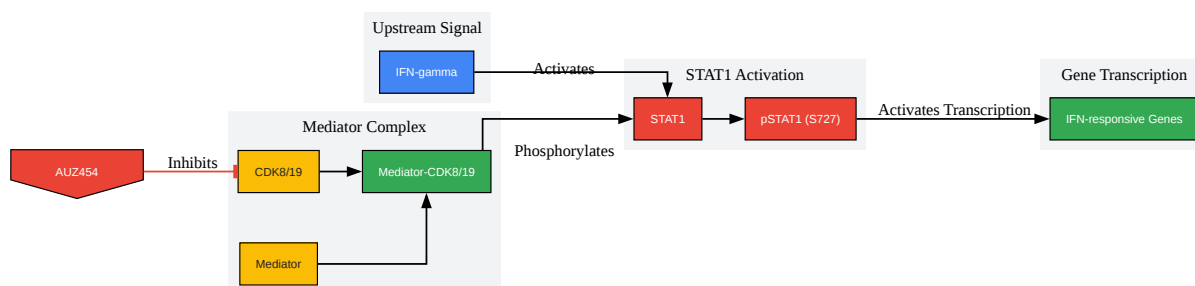 Upstream Signal
IFN-gamma
Activates
STAT1 Activation
STAT1
pSTAT1 (S727)
Activates Transcription
Gene Transcription
IFN-responsive Genes
Mediator Complex
Phosphorylates
AUZ454
Inhibits
CDK8/19
Mediator-CDK8/19
Mediator